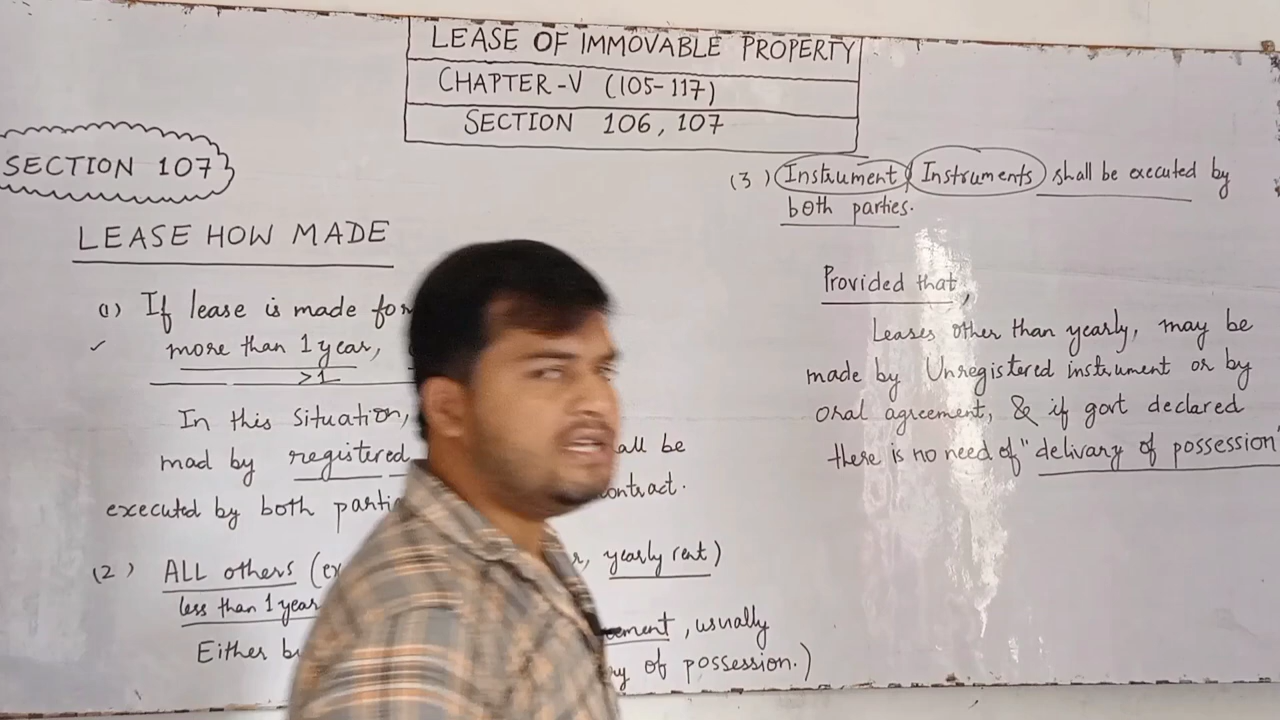 LEASE OF IMMOVABLE PROPERTY
CHAPTER-V (105-117)
SECTION 106, 107
SECTION 107
LEASE HOW MADE
(1) If lease is made for
more than 1 year,
>1
In this situation,
mad by registered
all be
executed by both parti
contract.
(2) ALL others (ex
, yearly rent)
less than 1 year
ement, usually
Either b
ry of possession.)
(3) Instrument/Instruments shall be executed by
both parties.
Provided that,
Leases other than yearly, may be
made by Unregistered instrument or by
oral agreement, & if govt declared
there is no need of "delivary of possession"